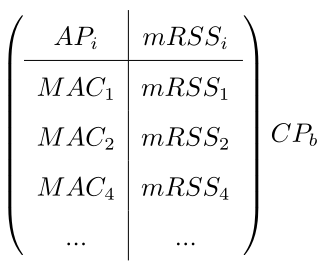 AP_i mRSS_i
MAC_1 mRSS_1
MAC_2 mRSS_2
MAC_4 mRSS_4
... ...
CP_b